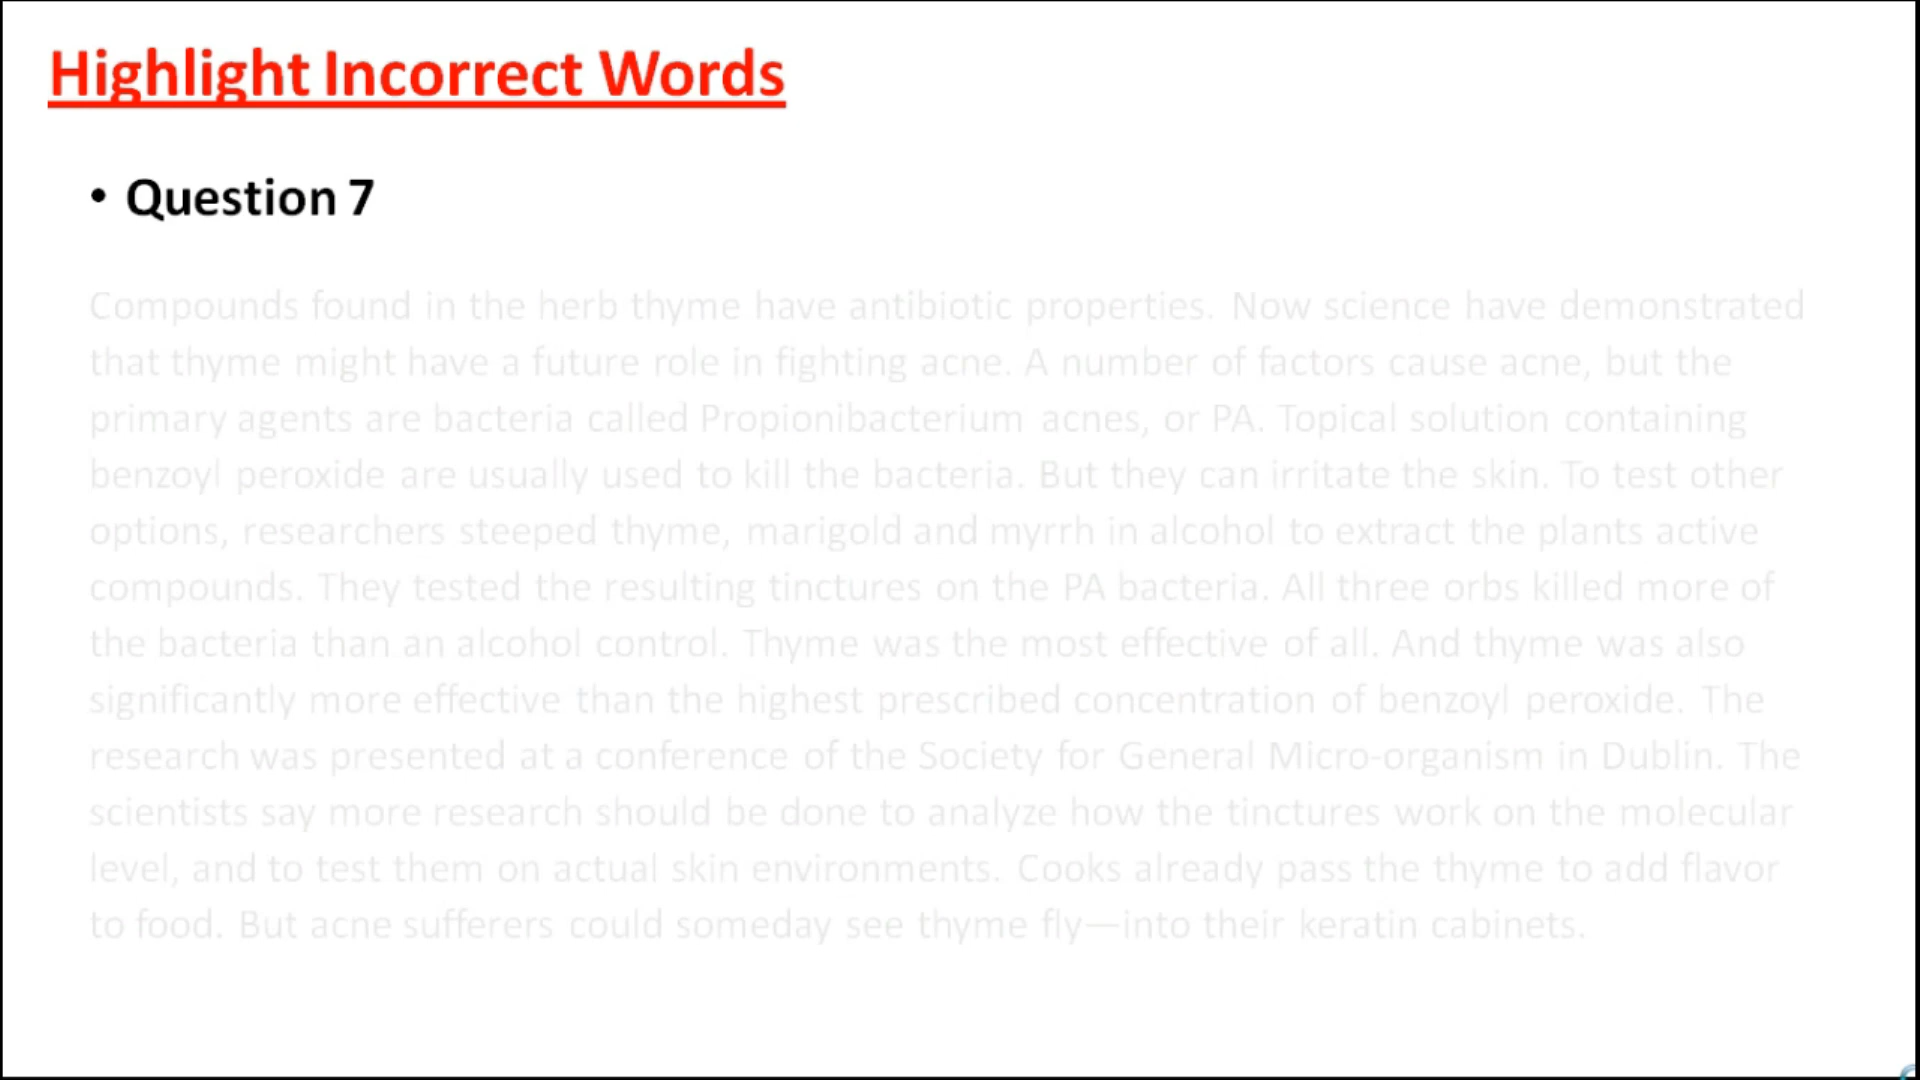 Highlight Incorrect Words
• Question 7
Compounds found in the herb thyme have antibiotic properties. Now science have demonstrated
that thyme might have a future role in fighting acne. A number of factors cause acne, but the
primary agents are bacteria called Propionibacterium acnes, or PA. Topical solution containing
benzoyl peroxide are usually used to kill the bacteria. But they can irritate the skin. To test other
options, researchers steeped thyme, marigold and myrrh in alcohol to extract the plants active
compounds. They tested the resulting tinctures on the PA bacteria. All three orbs killed more of
the bacteria than an alcohol control. Thyme was the most effective of all. And thyme was also
significantly more effective than the highest prescribed concentration of benzoyl peroxide. The
research was presented at a conference of the Society for General Micro-organism in Dublin. The
scientists say more research should be done to analyze how the tinctures work on the molecular
level, and to test them on actual skin environments. Cooks already pass the thyme to add flavor
to food. But acne sufferers could someday see thyme fly—into their keratin cabinets.